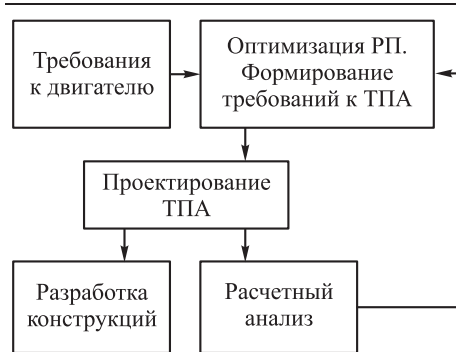 Требования
к двигателю
Оптимизация РП.
Формирование
требований к ТПА
Проектирование
ТПА
Разработка
конструкций
Расчетный
анализ